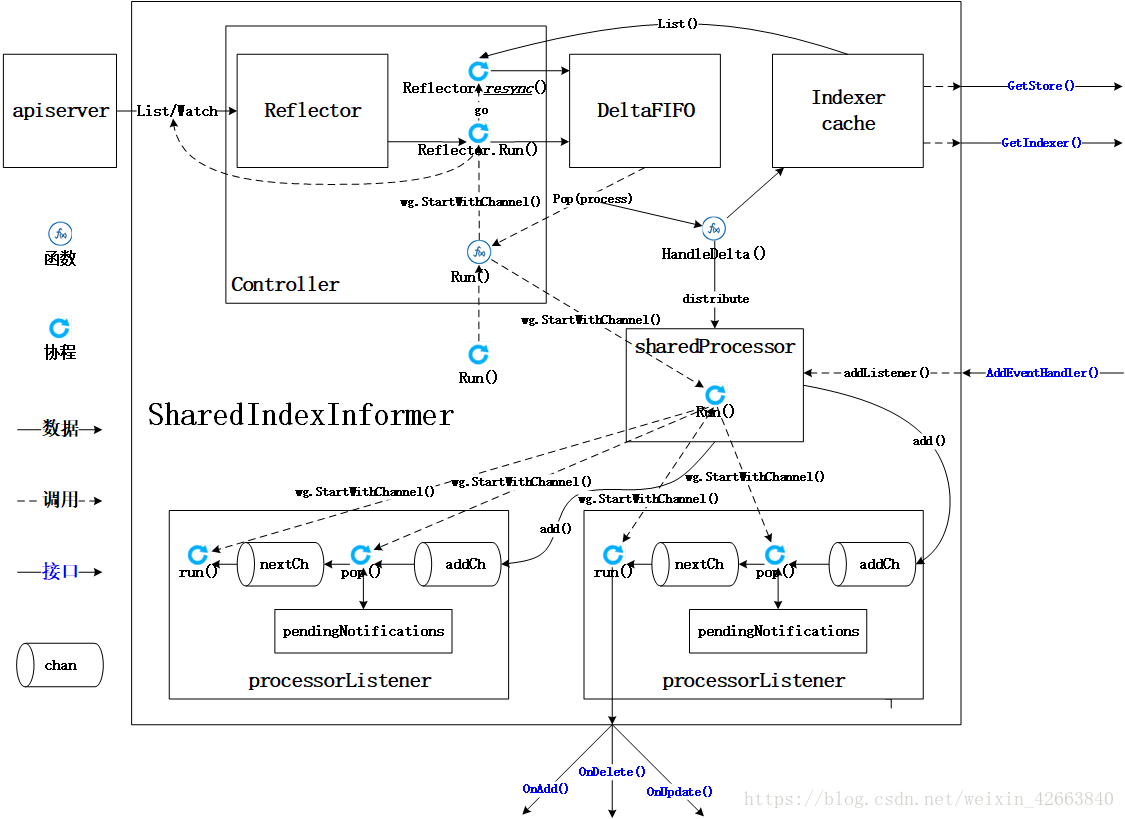 List()
apiserver
List/Watch
Reflector
Reflector.resync()
go
Reflector.Run()
DeltaFIFO
Indexer
cache
GetStore()
GetIndexer()
wg.StartWithChannel()
Pop(process)
函数
HandleDelta()
Run()
Controller
distribute
wg.StartWithChannel()
协程
sharedProcessor
Run()
addListener()
AddEventHandler()
Run()
SharedIndexInformer
数据
add()
wg.StartWithChannel()
wg.StartWithChannel()
wg.StartWithChannel()
wg.StartWithChannel()
调用
add()
接口
run()
nextCh
pop()
addCh
run()
nextCh
pop()
addCh
pendingNotifications
pendingNotifications
chan
processorListener
processorListener
OnAdd()
OnDelete()
OnUpdate()
https://blog.csdn.net/weixin_42663840